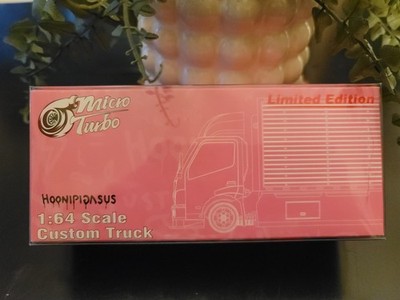 Micro
Turbo
Limited Edition
HOONIPIGASUS
1:64 Scale
Custom Truck